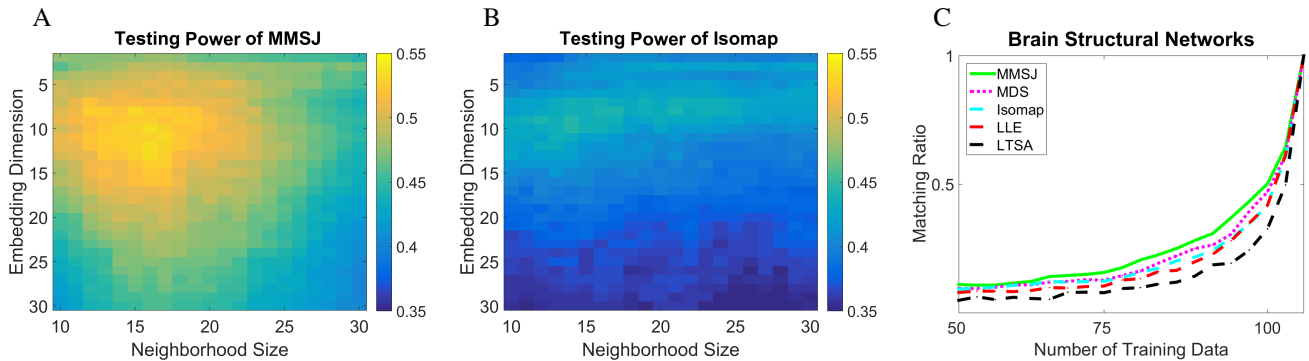 A
Testing Power of MMSJ
Embedding Dimension
5
10
15
20
25
30
10
15
20
25
30
Neighborhood Size
0.55
0.5
0.45
0.4
0.35
B
Testing Power of Isomap
Embedding Dimension
5
10
15
20
25
30
10
15
20
25
30
Neighborhood Size
0.55
0.5
0.45
0.4
0.35
C
Brain Structural Networks
Matching Ratio
1
0.5
MMSJ
MDS
Isomap
LLE
LTSA
50
75
100
Number of Training Data